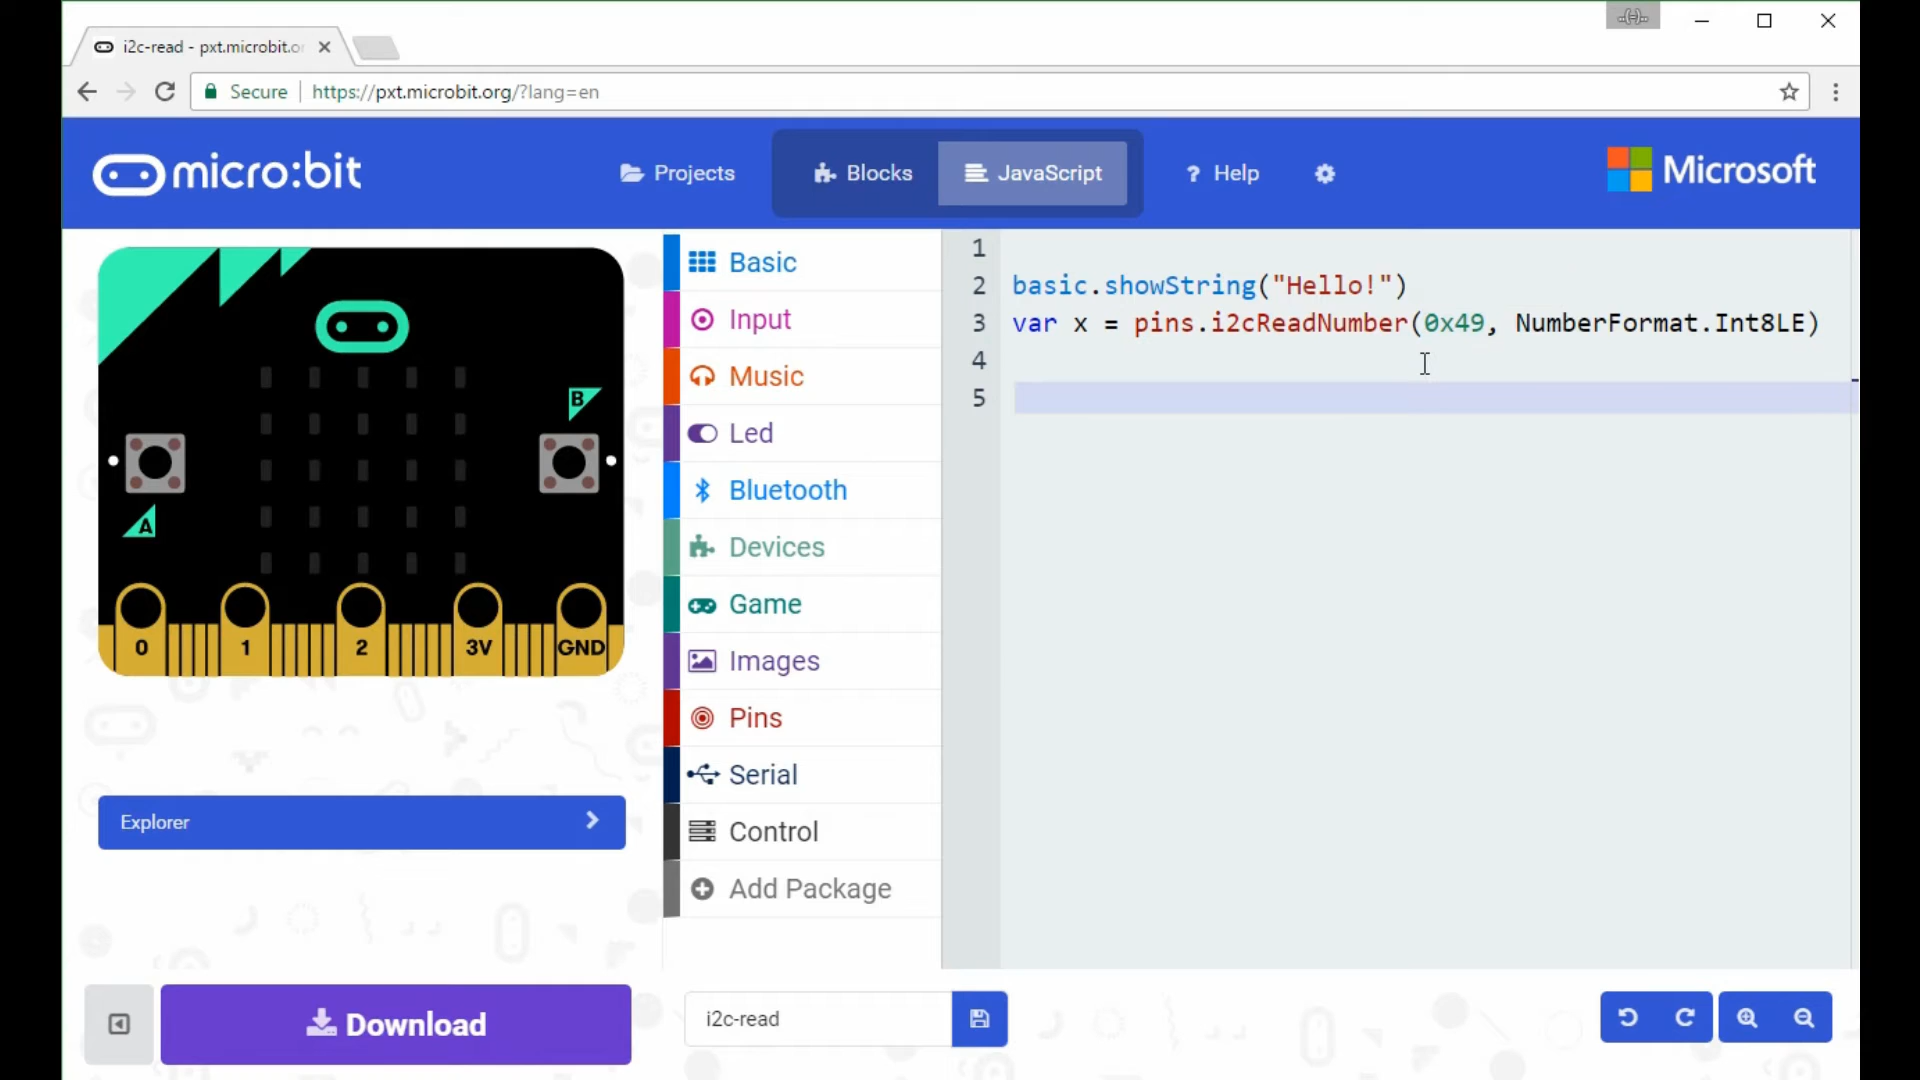 i2c-read - pxt.microbit.or
Secure https://pxt.microbit.org/?lang=en
micro:bit
Projects
Blocks
JavaScript
? Help
Microsoft
B
A
0 1 2 3V GND
Explorer
Download
Basic
Input
Music
Led
Bluetooth
Devices
Game
Images
Pins
Serial
Control
Add Package
1
2 basic.showString("Hello!")
3 var x = pins.i2cReadNumber(0x49, NumberFormat.Int8LE)
4
5
i2c-read